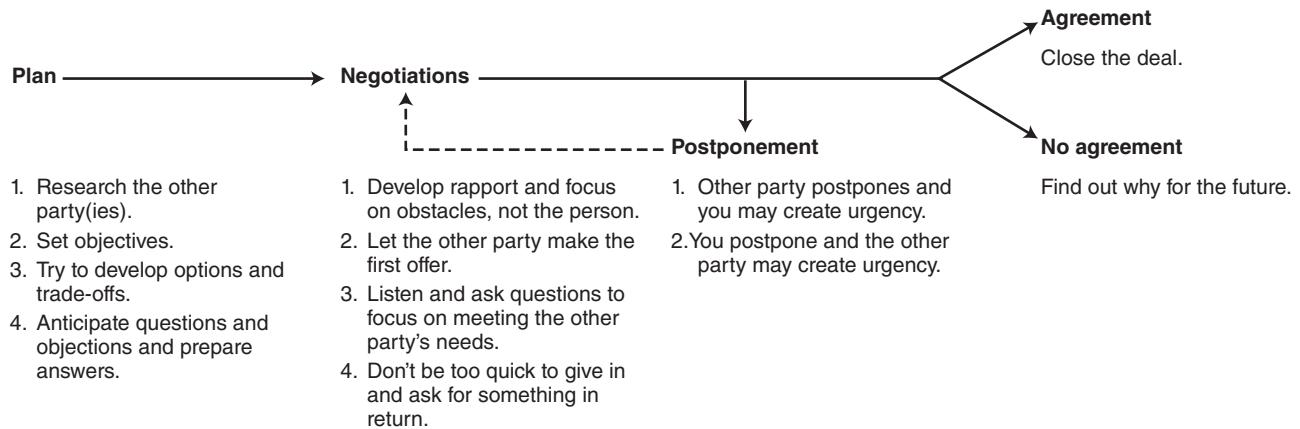 Agreement
Close the deal.
Plan
Negotiations
Postponement
No agreement
Find out why for the future.
1. Research the other
party(ies).
2. Set objectives.
3. Try to develop options and
trade-offs.
4. Anticipate questions and
objections and prepare
answers.
1. Develop rapport and focus
on obstacles, not the person.
2. Let the other party make the
first offer.
3. Listen and ask questions to
focus on meeting the other
party's needs.
4. Don't be too quick to give in
and ask for something in
return.
1. Other party postpones and
you may create urgency.
2.You postpone and the other
party may create urgency.